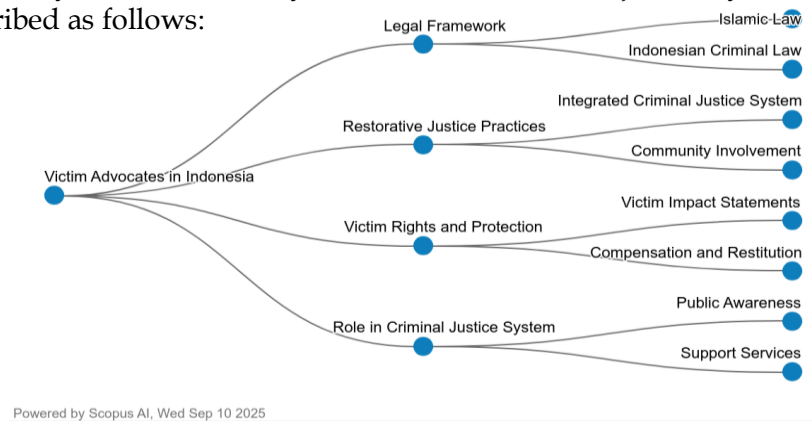 ribed as follows:
Legal Framework
Islamic Law
Indonesian Criminal Law
Integrated Criminal Justice System
Restorative Justice Practices
Community Involvement
Victim Advocates in Indonesia
Victim Impact Statements
Victim Rights and Protection
Compensation and Restitution
Public Awareness
Role in Criminal Justice System
Support Services
Powered by Scopus AI, Wed Sep 10 2025